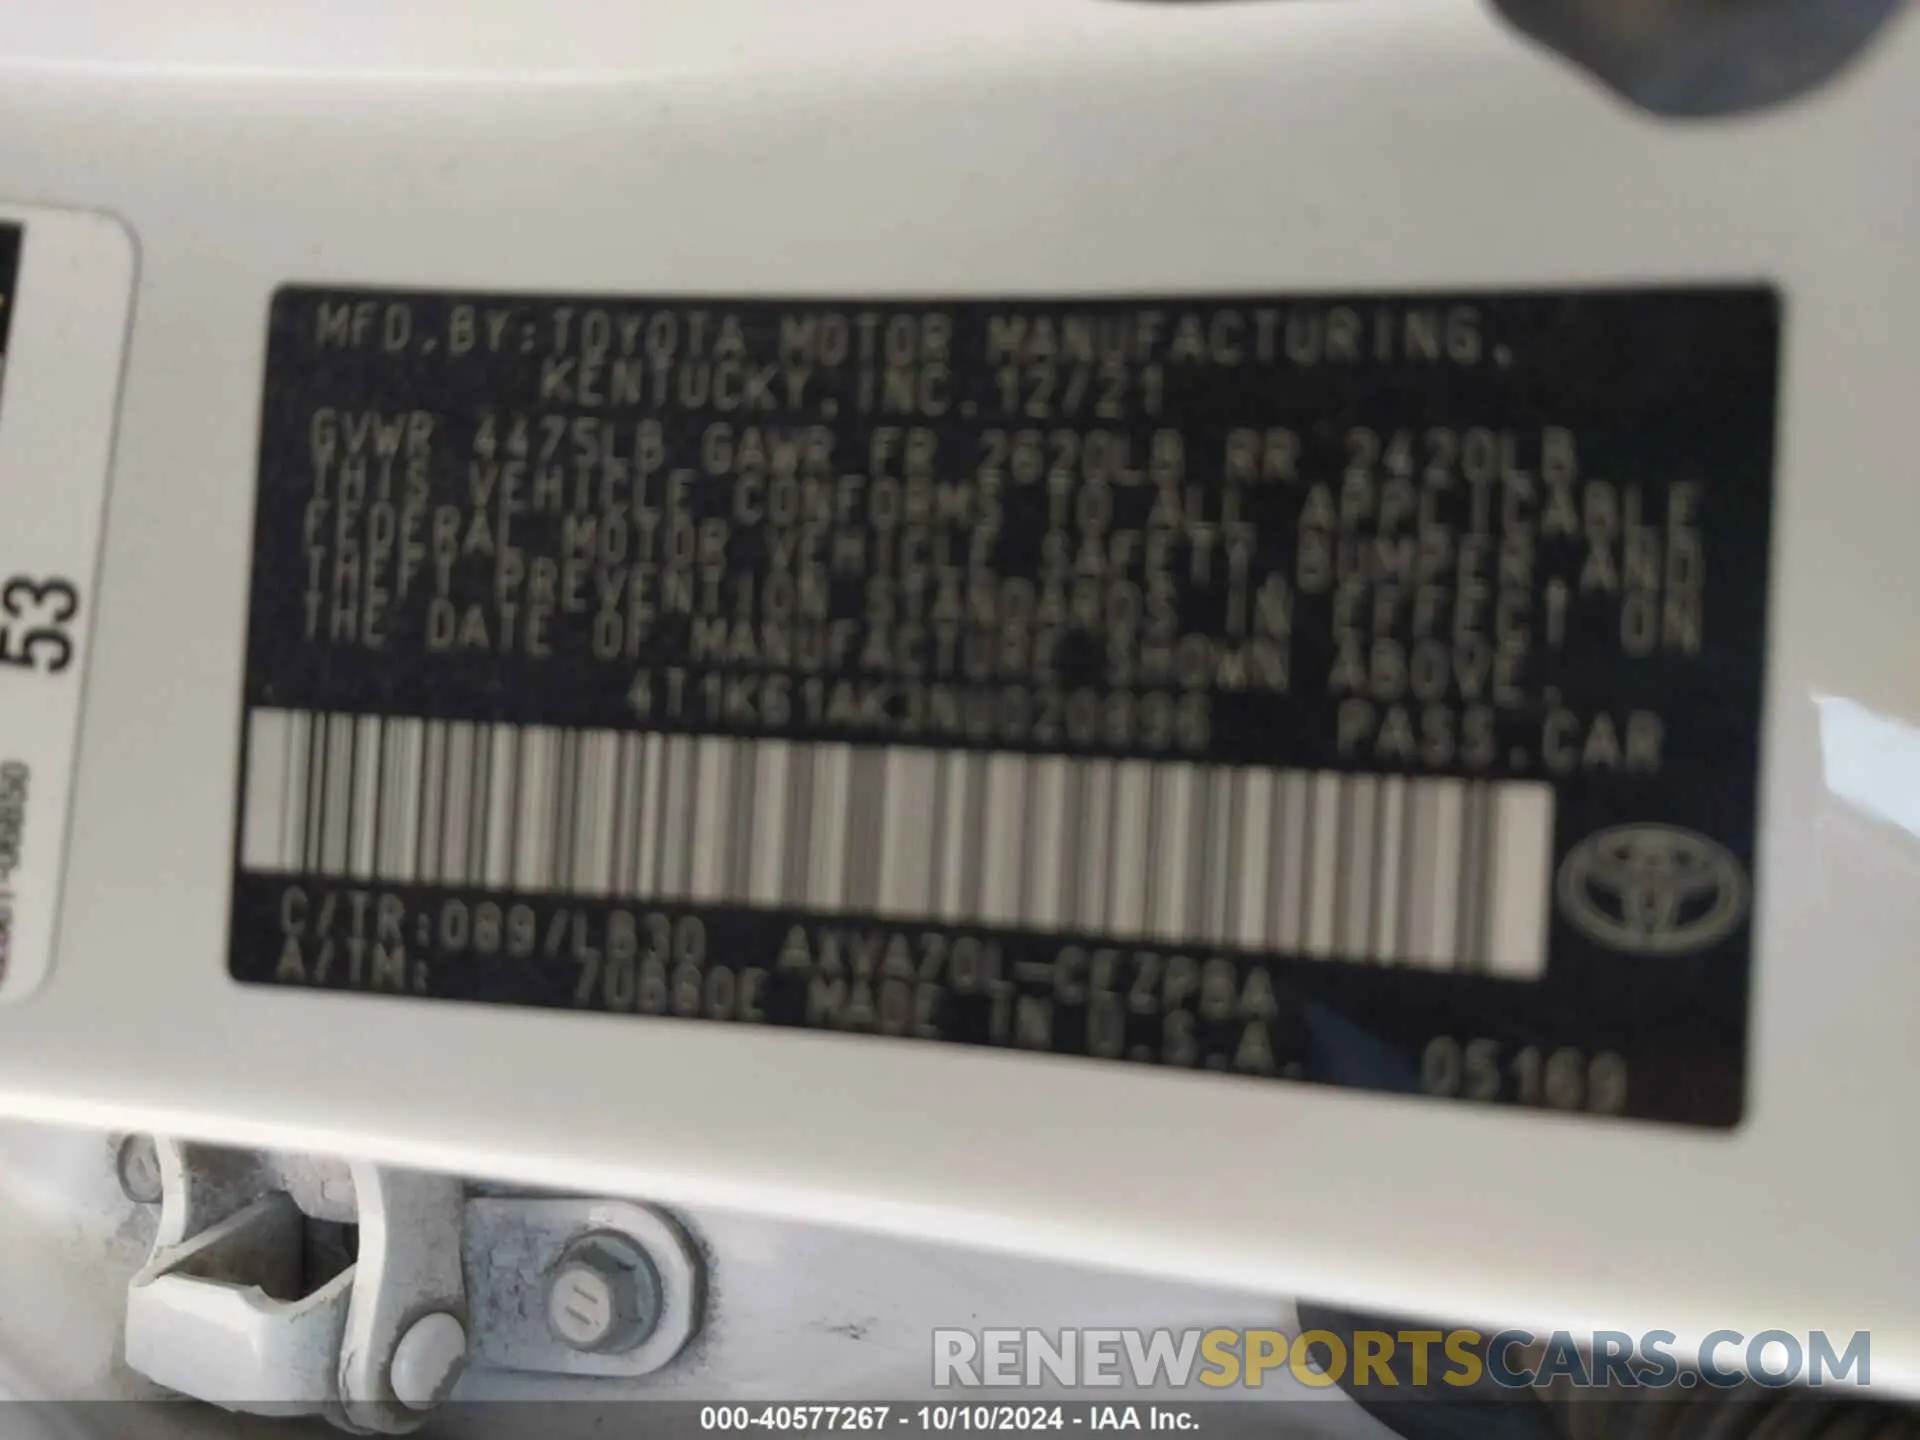 MFD.BY:TOYOTA MOTOR MANUFACTURING,
KENTUCKY,INC.12/21
GVWR 4475LB GAWR FR 2620LB RR 2420LB
THIS VEHICLE CONFORMS TO ALL APPLICABLE
FEDERAL MOTOR VEHICLE SAFETY, BUMPER,AND
THEFT PREVENTION STANDARDS IN EFFECT ON
THE DATE OF MANUFACTURE SHOWN ABOVE.
PASS.CAR
C/TR:089/LB30 AXVA70L-CEZPBA
A/TM: MADE IN U.S.A.
05169
53
RENEWSPORTSCARS.COM
000-40577267 - 10/10/2024 - IAA Inc.